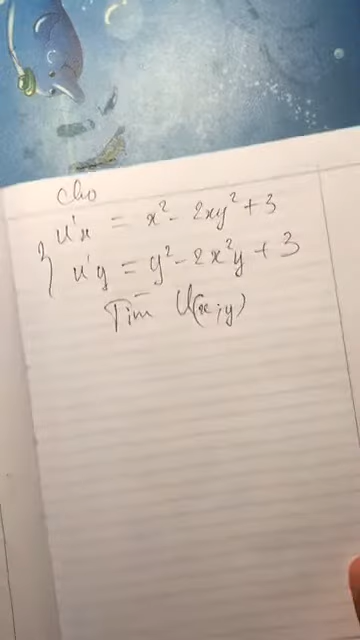 Cho
u'x = x² - 2xy² + 3
u'y = y² - 2x²y + 3
Tìm U(x;y)